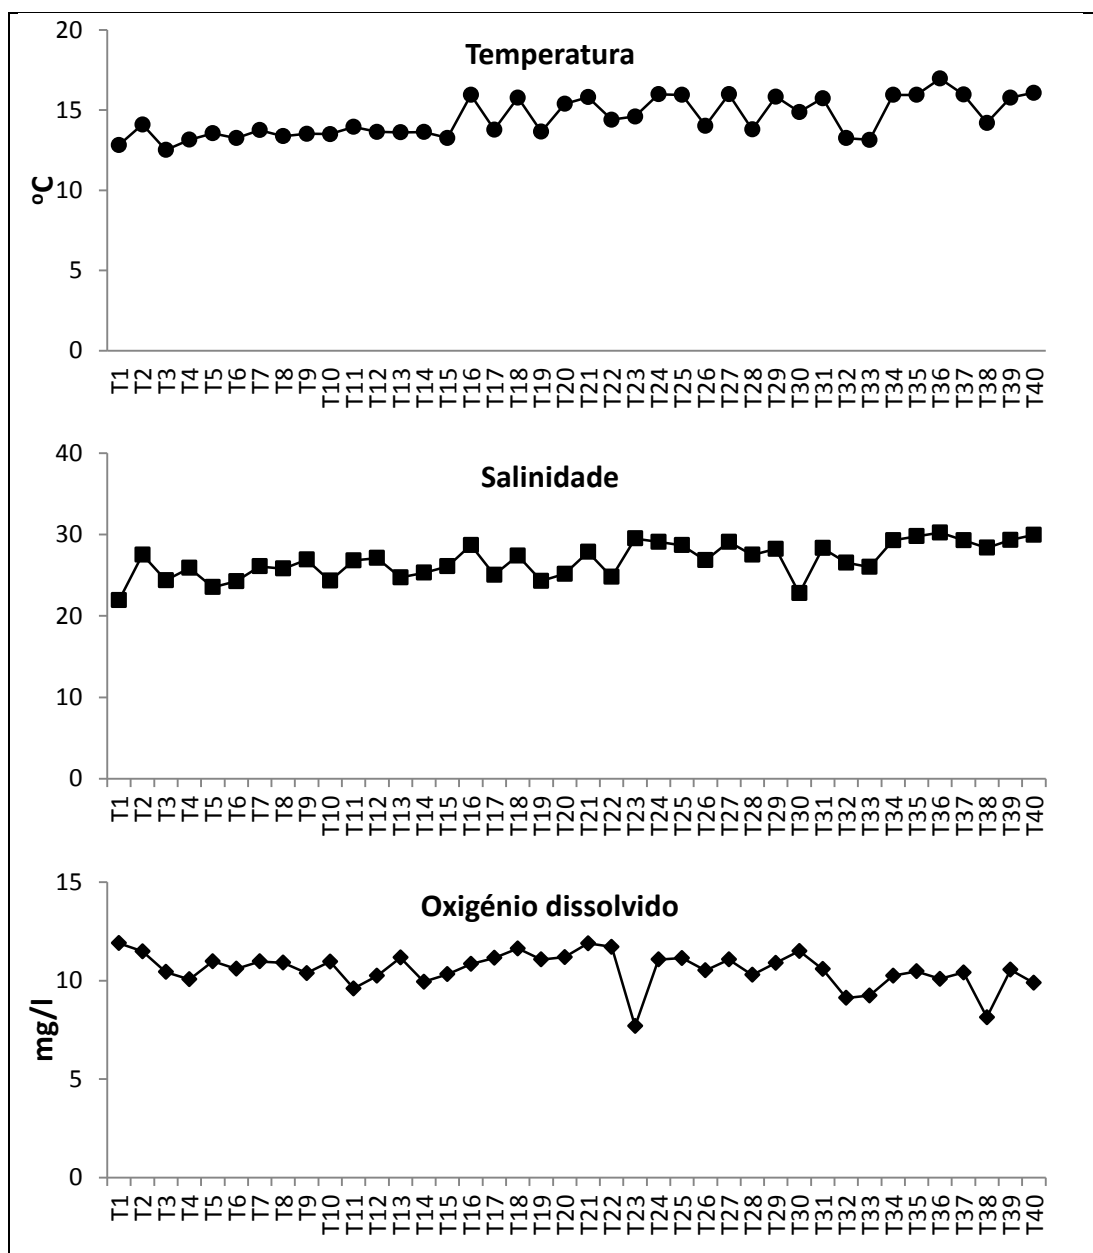 Temperatura
20
15
10
5
0
ºC
T1 T2 T3 T4 T5 T6 T7 T8 T9 T10 T11 T12 T13 T14 T15 T16 T17 T18 T19 T20 T21 T22 T23 T24 T25 T26 T27 T28 T29 T30 T31 T32 T33 T34 T35 T36 T37 T38 T39 T40
Salinidade
40
30
20
10
0
T1 T2 T3 T4 T5 T6 T7 T8 T9 T10 T11 T12 T13 T14 T15 T16 T17 T18 T19 T20 T21 T22 T23 T24 T25 T26 T27 T28 T29 T30 T31 T32 T33 T34 T35 T36 T37 T38 T39 T40
Oxigénio dissolvido
15
10
5
0
mg/l
T1 T2 T3 T4 T5 T6 T7 T8 T9 T10 T11 T12 T13 T14 T15 T16 T17 T18 T19 T20 T21 T22 T23 T24 T25 T26 T27 T28 T29 T30 T31 T32 T33 T34 T35 T36 T37 T38 T39 T40